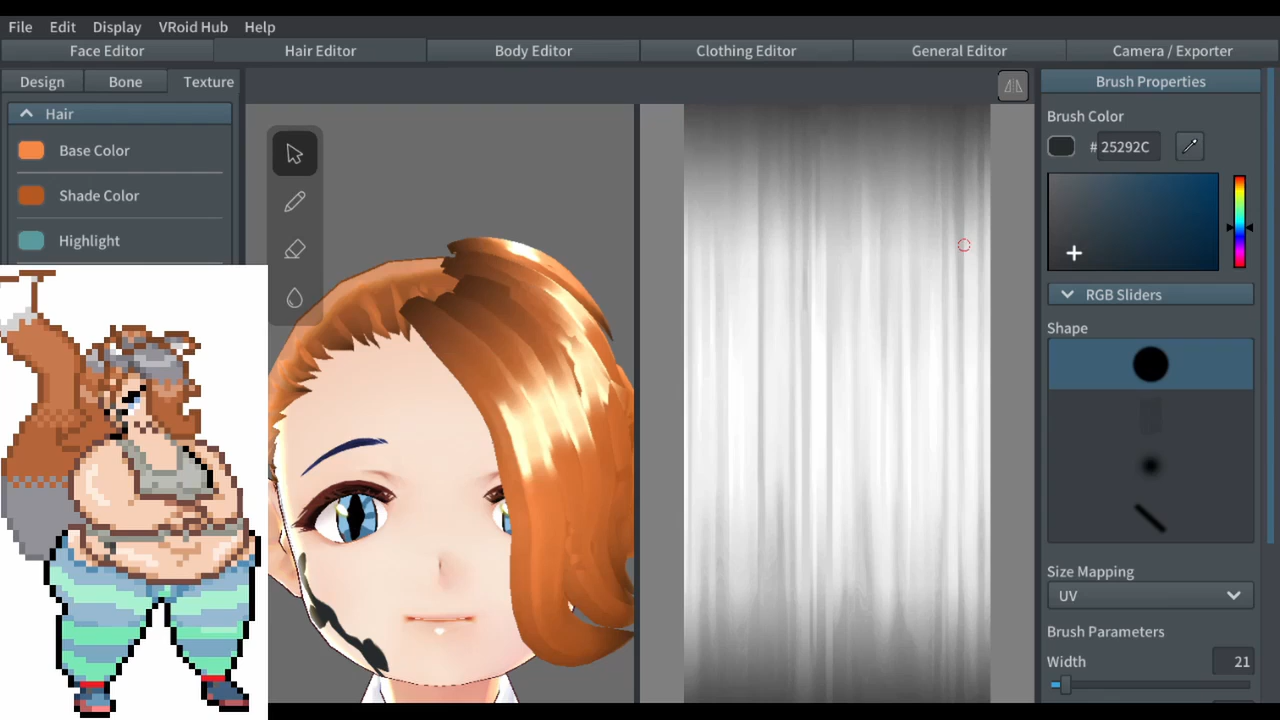 File Edit Display VRoid Hub Help
Face Editor Hair Editor Body Editor Clothing Editor General Editor Camera / Exporter
Design Bone Texture
Hair
Base Color
Shade Color
Highlight
Brush Properties
Brush Color
# 25292C
RGB Sliders
Shape
Size Mapping
UV
Brush Parameters
Width 21